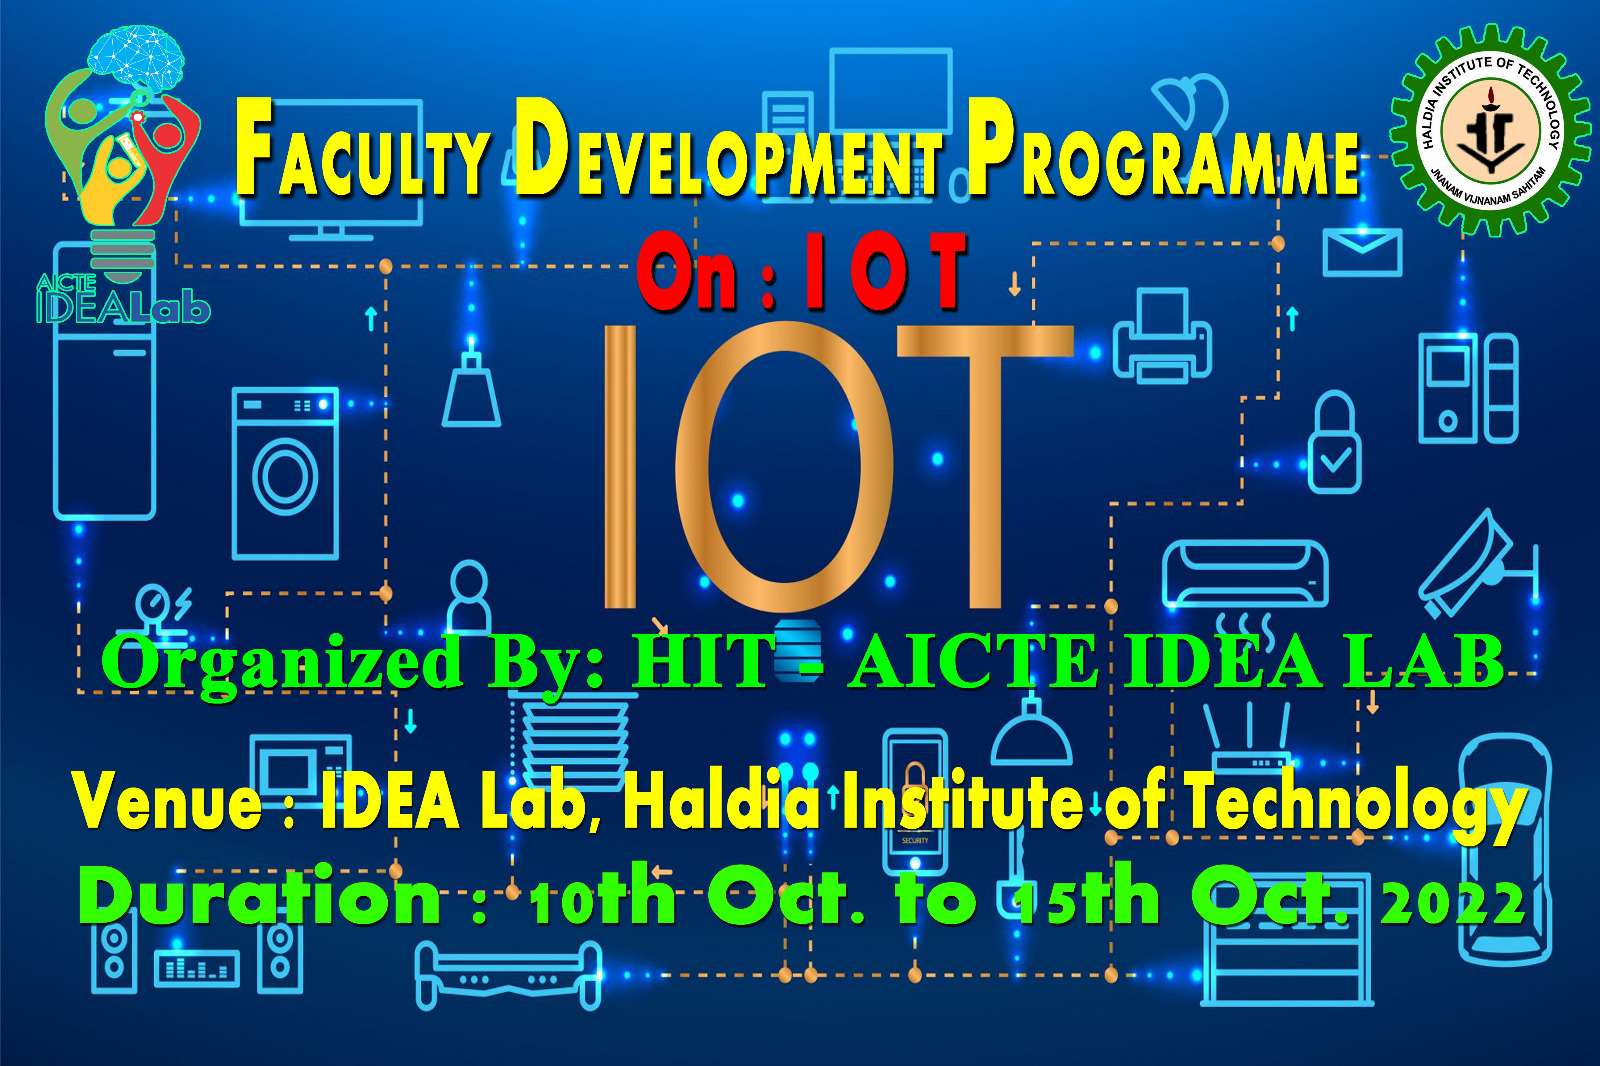 Faculty Development Programme
HALDIA INSTITUTE OF TECHNOLOGY
JNANAM VIJNANAM SAHITAM
On : I O T
AICTE
IDEALab
IOT
Organized By: HIT - AICTE IDEA LAB
Venue : IDEA Lab, Haldia Institute of Technology
SECURITY
Duration : 10th Oct. to 15th Oct. 2022